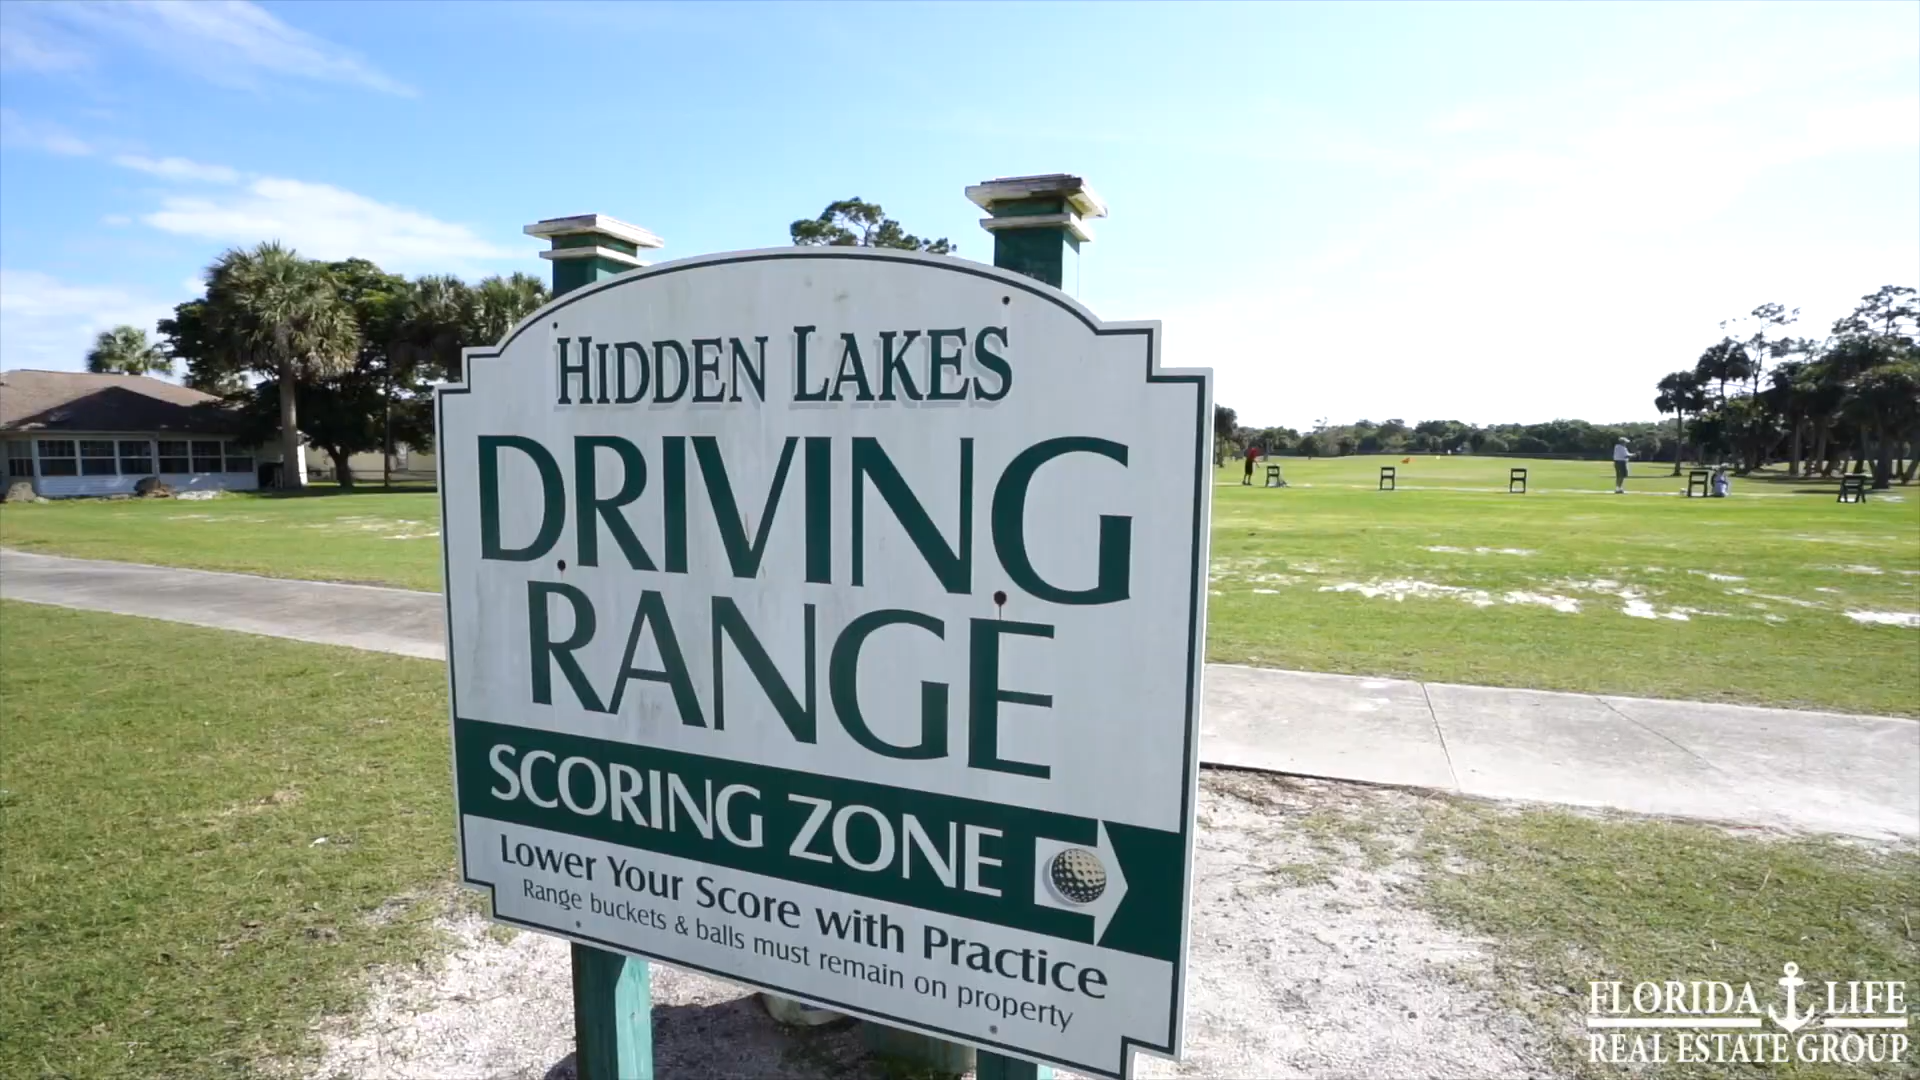 HIDDEN LAKES
DRIVING
RANGE
SCORING ZONE
Lower Your Score with Practice
Range buckets & balls must remain on property
FLORIDA LIFE
REAL ESTATE GROUP